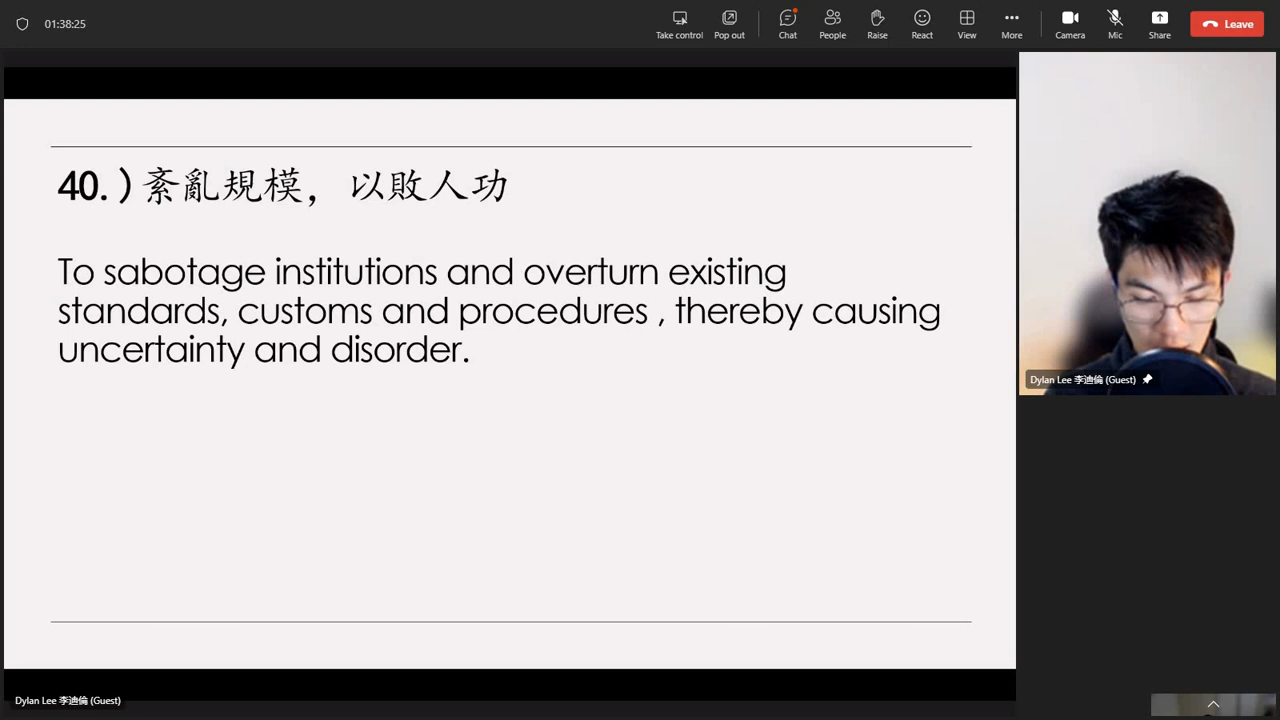 01:38:25
Take control
Pop out
Chat
People
Raise
React
View
More
Camera
Mic
Share
Leave
40.)紊亂規模，以敗人功
To sabotage institutions and overturn existing
standards, customs and procedures , thereby causing
uncertainty and disorder.
Dylan Lee 李迪倫 (Guest)
Dylan Lee 李迪倫 (Guest)